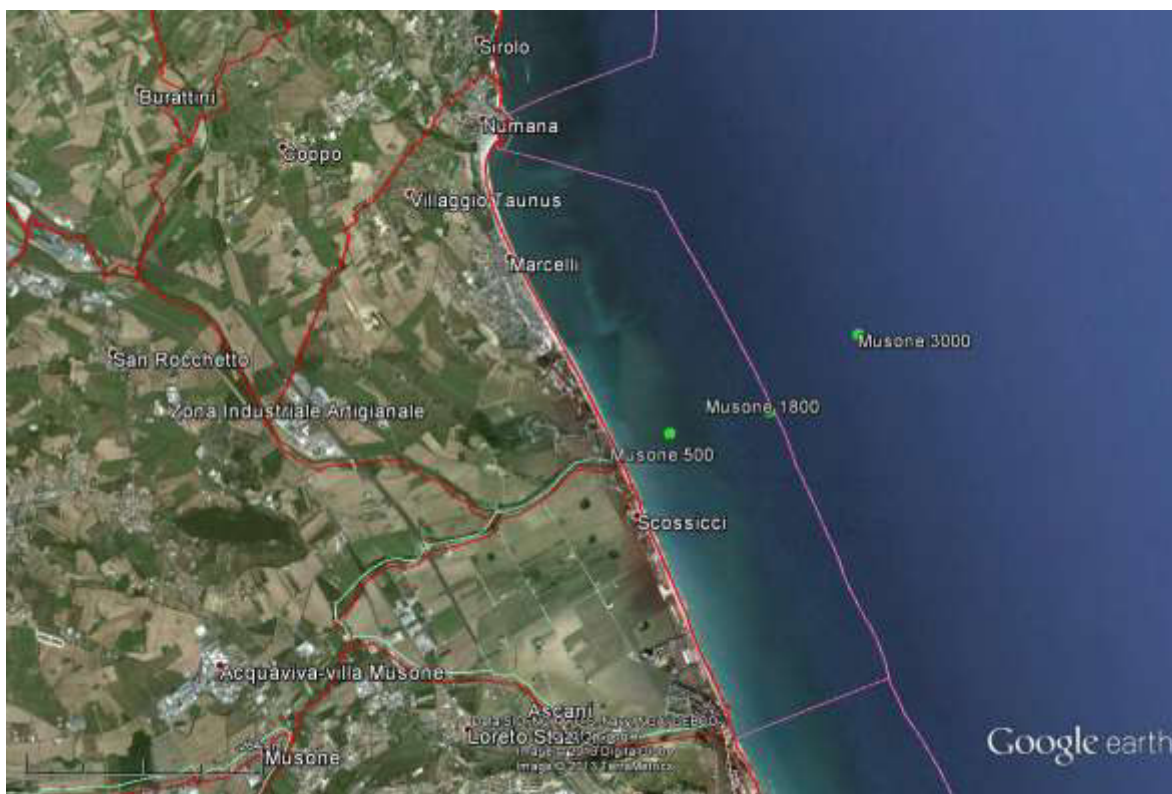 Sirolo
Burattini
Numana
Coppo
Villaggio Taunus
Marcelli
Musone 3000
San Rocchetto
Musone 1800
Zona Industriale Artigianale
Musone 500
Scossicci
Acquaviva-villa Musone
Ascani
Loreto
Musone
Google earth